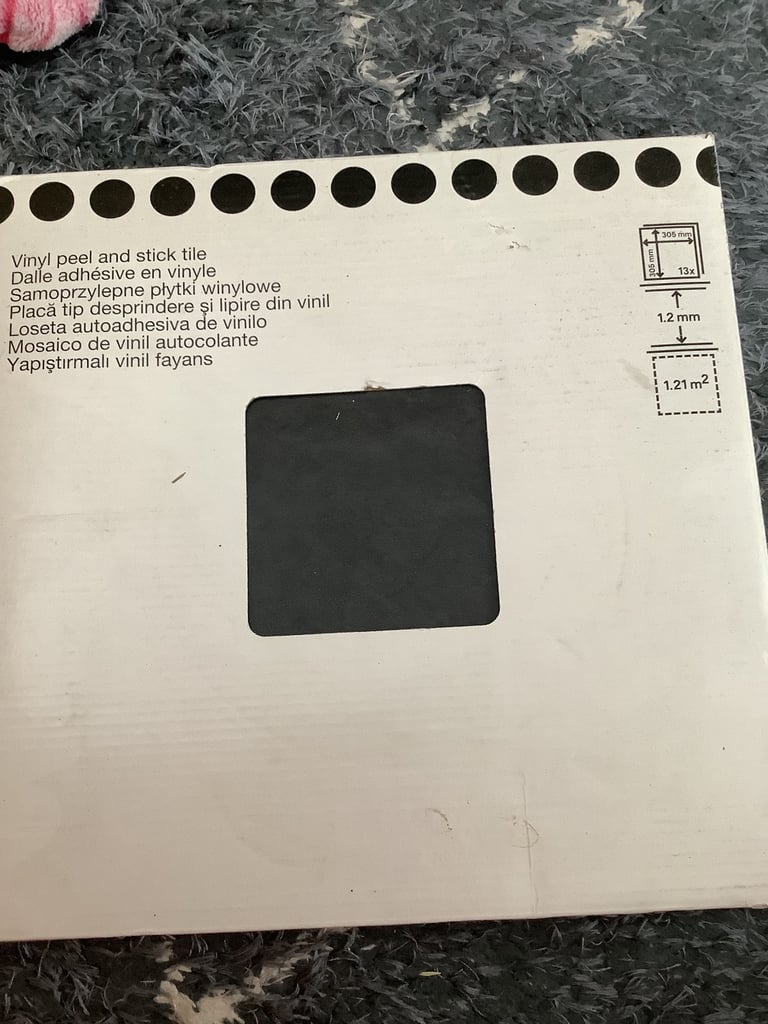 Vinyl peel and stick tile
Dalle adhésive en vinyle
Samoprzylepne płytki winylowe
Placă tip desprindere şi lipire din vinil
Loseta autoadhesiva de vinilo
Mosaico de vinil autocolante
Yapıştırmalı vinil fayans
305 mm
305 mm
13x
1.2 mm
1.21 m²